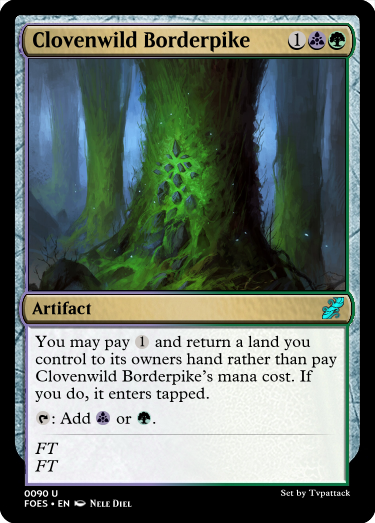 Clovenwild Borderpike 1
Artifact
You may pay 1 and return a land you
control to its owners hand rather than pay
Clovenwild Borderpike's mana cost. If
you do, it enters tapped.
: Add or .
FT
FT
0090 U
Set by Tvpattack
FOES • EN Nele Diel